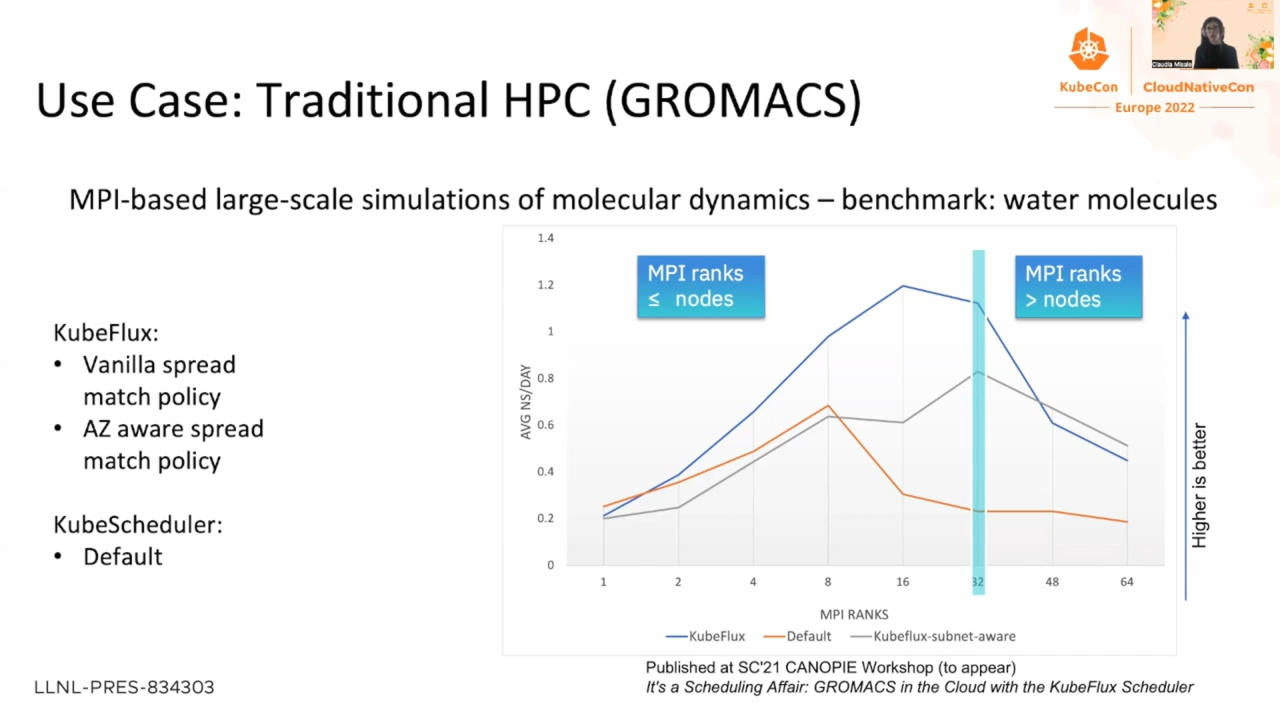 KubeCon
CloudNativeCon
Europe 2022
Claudia Misale
Use Case: Traditional HPC (GROMACS)
MPI-based large-scale simulations of molecular dynamics – benchmark: water molecules
KubeFlux:
• Vanilla spread
match policy
• AZ aware spread
match policy
KubeScheduler:
• Default
1.4
1.2
1
0.8
0.6
0.4
0.2
0
AVG NS/DAY
MPI ranks
≤ nodes
MPI ranks
> nodes
1 2 4 8 16 32 48 64
MPI RANKS
KubeFlux Default Kubeflux-subnet-aware
Higher is better
Published at SC'21 CANOPIE Workshop (to appear)
It's a Scheduling Affair: GROMACS in the Cloud with the KubeFlux Scheduler
LLNL-PRES-834303